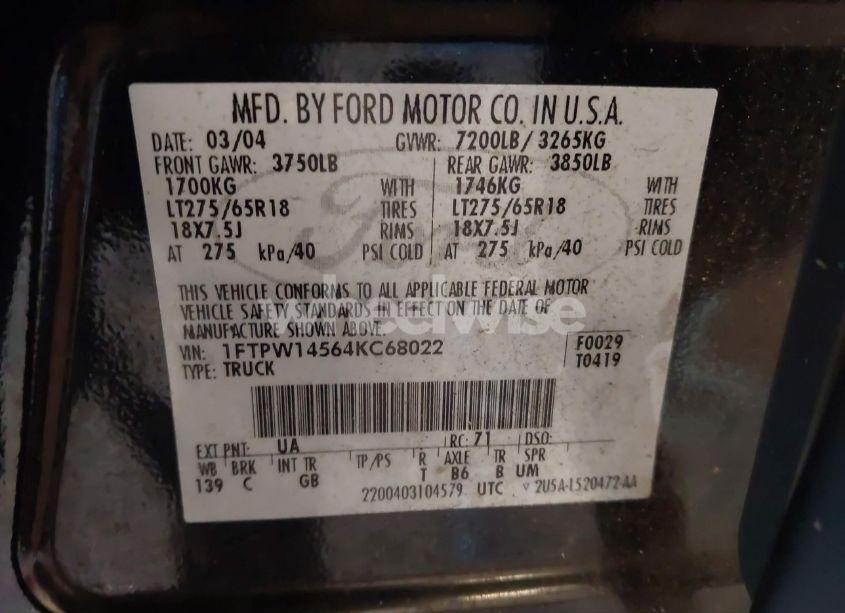 MFD. BY FORD MOTOR CO. IN U.S.A.
DATE: 03/04 GVWR: 7200LB/ 3265KG
FRONT GAWR: 3750LB REAR GAWR: 3850LB
1700KG WITH 1746KG WITH
LT275/65R18 TIRES LT275/65R18 TIRES
18X7.5J RIMS 18X7.5J RIMS
AT 275 kPa/40 PSI COLD AT 275 kPa/40 PSI COLD
THIS VEHICLE CONFORMS TO ALL APPLICABLE FEDERAL MOTOR
VEHICLE SAFETY STANDARDS IN EFFECT ON THE DATE OF
MANUFACTURE SHOWN ABOVE.
VIN: 1FTPW14564KC68022 F0029
TYPE: TRUCK T0419
EXT PNT: UA RC: 71 DSO:
WB BRK INT TR TP/PS R AXLE TR SPR
139 C GB T B6 B UM
2200403104579 UTC 2U5A-1520472-AA
Ford
wheelwise